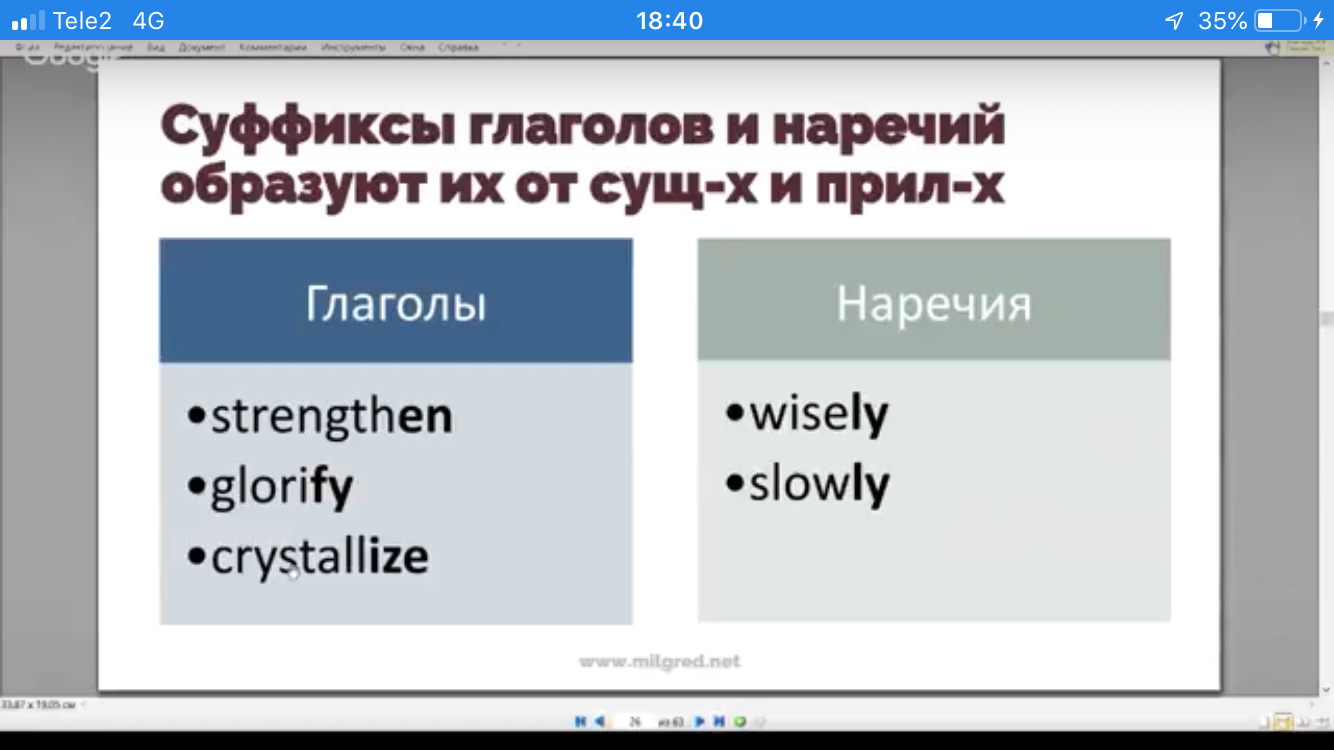 Tele2 4G 18:40 35%
Редактирование Вид Документ Комментарии Инструменты Окна Справка
Google
Суффиксы глаголов и наречий
образуют их от сущ-х и прил-х
Глаголы
•strengthen
•glorify
•crystallize
Наречия
•wisely
•slowly
www.milgred.net
33,87 x 19,05 см
26 из 63